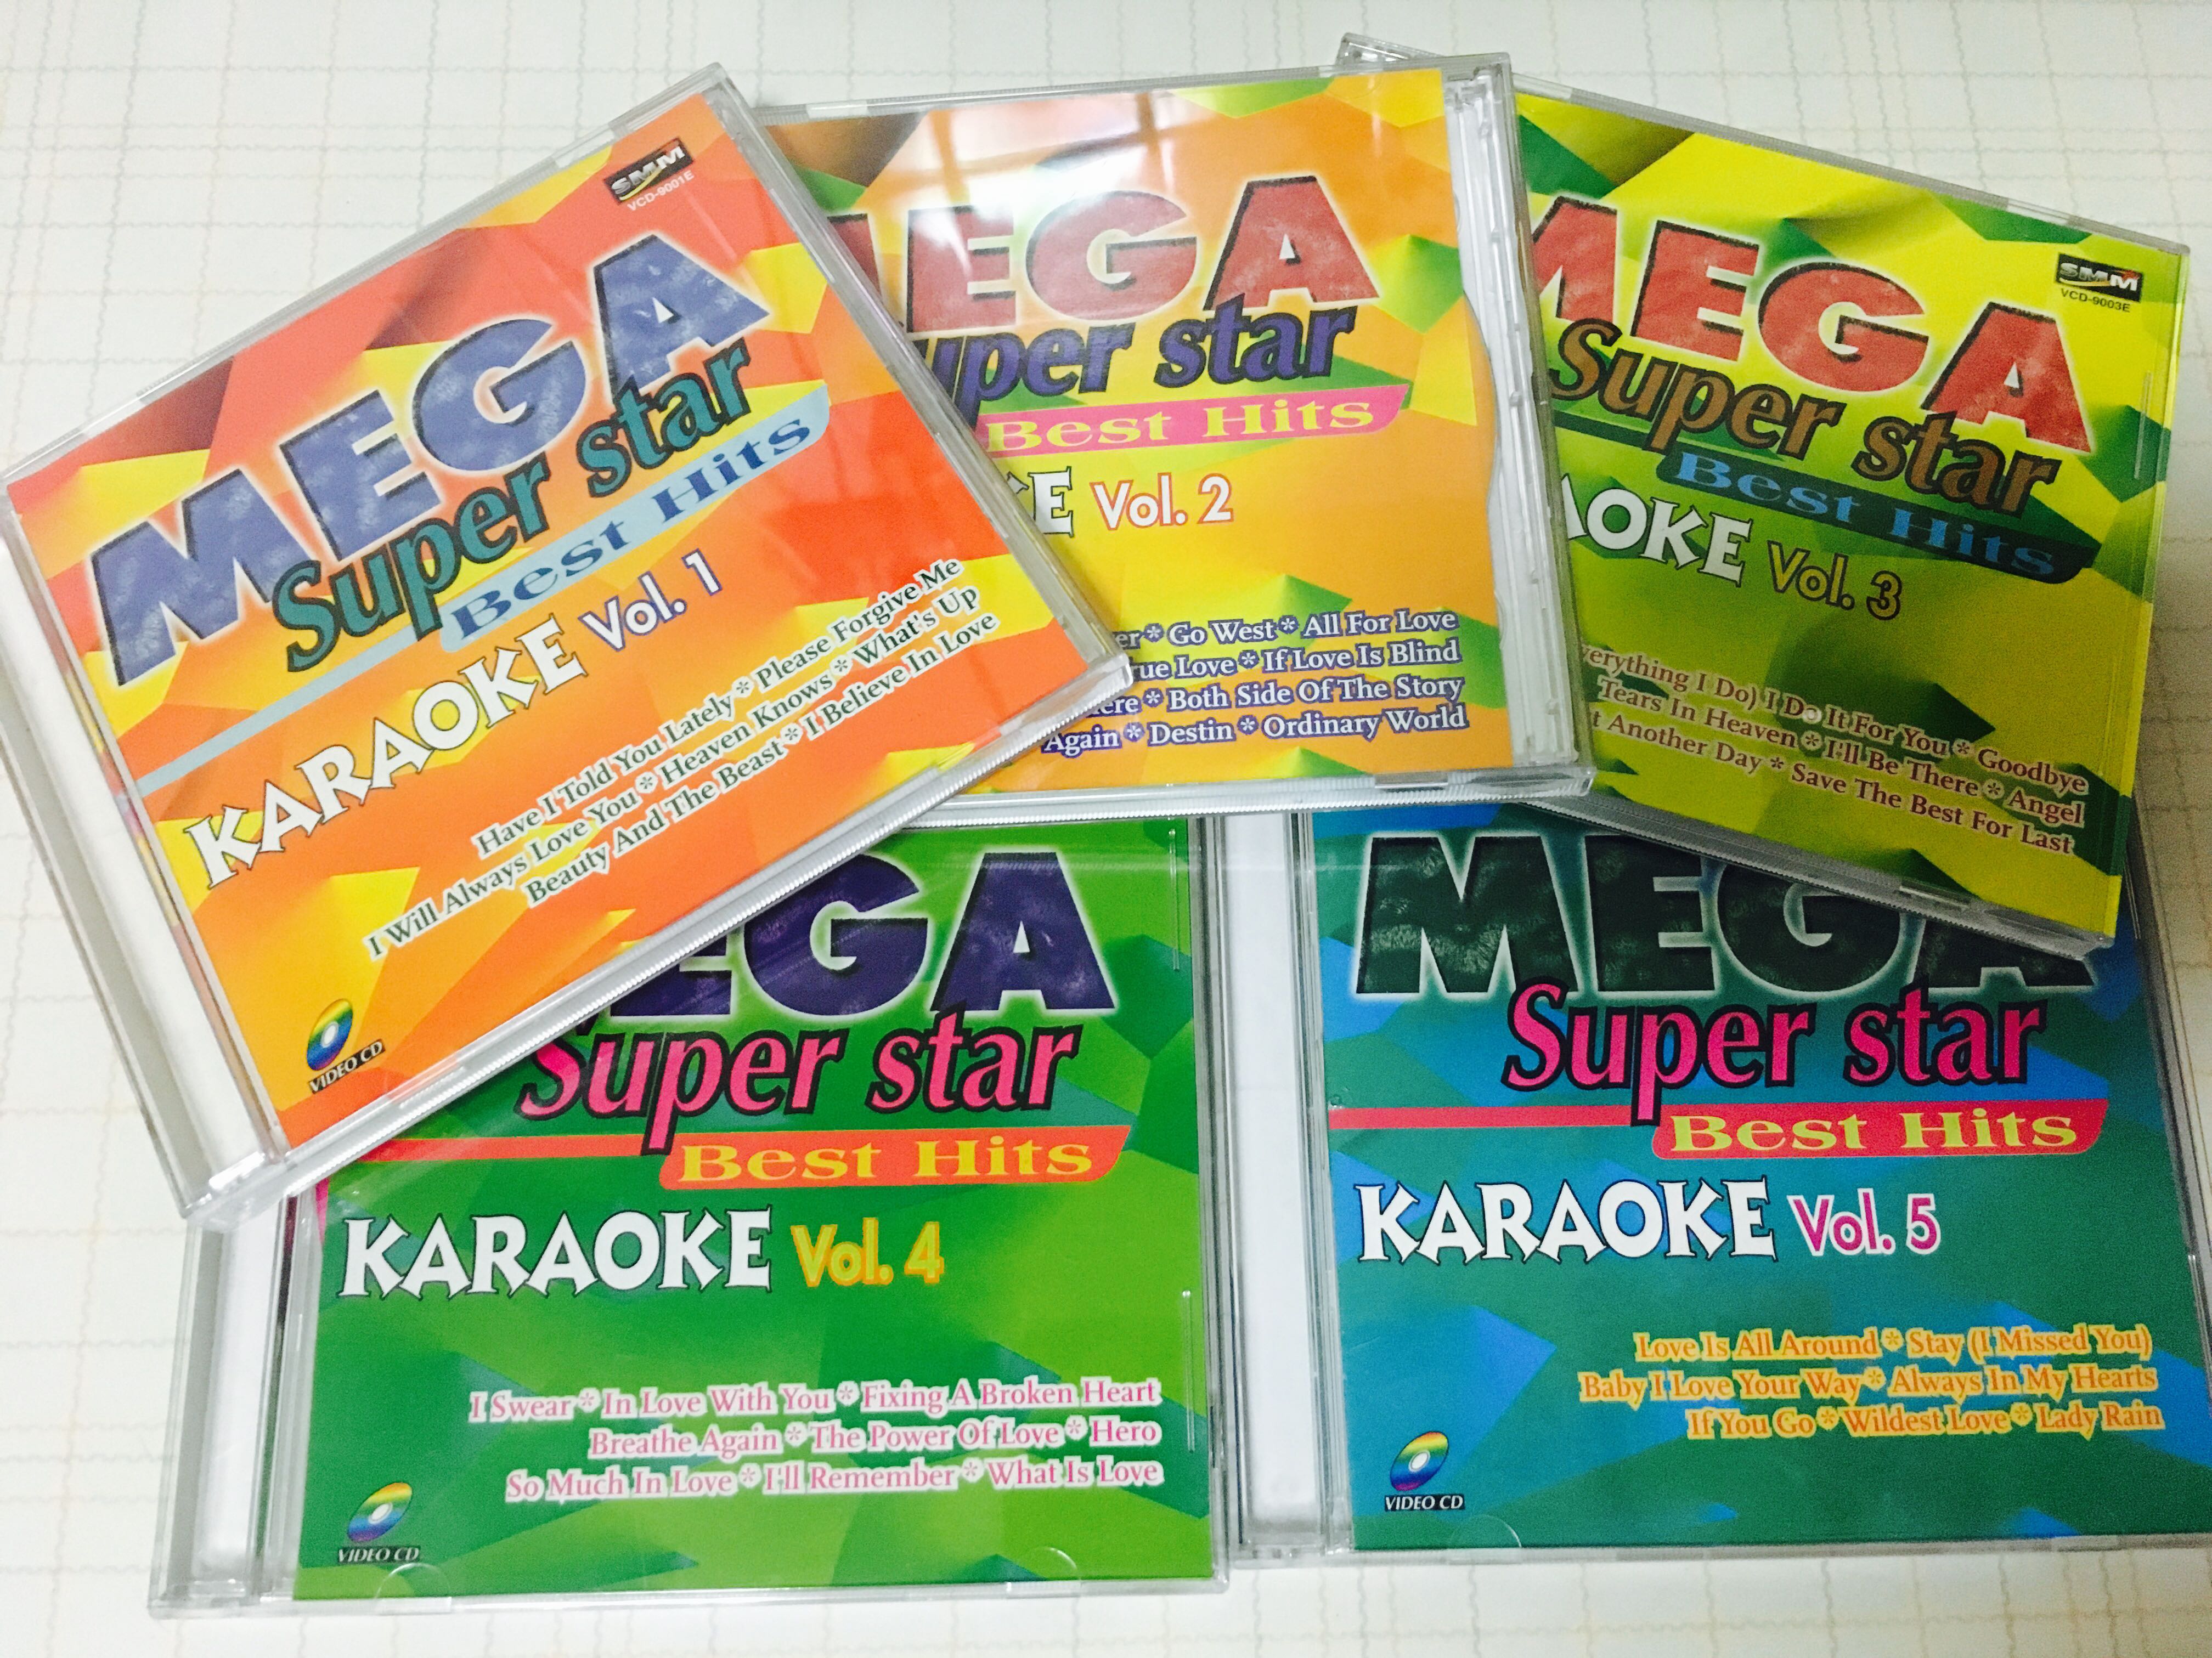 SMM
VCD-9001E
MEGA
Super star
Best Hits
KARAOKE Vol. 1
Have I Told You Lately * Please Forgive Me
I Will Always Love You * Heaven Knows * What's Up
Beauty And The Beast * I Believe In Love
VIDEO CD
MEGA
Super star
Best Hits
Vol. 2
* Go West * All For Love
Love * If Love Is Blind
* Both Side Of The Story
Again * Destin * Ordinary World
SMM
VCD-9003E
MEGA
Super star
Best Hits
KARAOKE Vol. 3
Everything I Do) I Do It For You * Goodbye
Tears In Heaven * I'll Be There * Angel
Another Day * Save The Best For Last
MEGA
Super star
Best Hits
KARAOKE Vol. 4
I Swear * In Love With You * Fixing A Broken Heart
Breathe Again * The Power Of Love * Hero
So Much In Love * I'll Remember * What Is Love
VIDEO CD
MEGA
Super star
Best Hits
KARAOKE Vol. 5
Love Is All Around * Stay (I Missed You)
Baby I Love Your Way * Always In My Hearts
If You Go * Wildest Love * Lady Rain
VIDEO CD